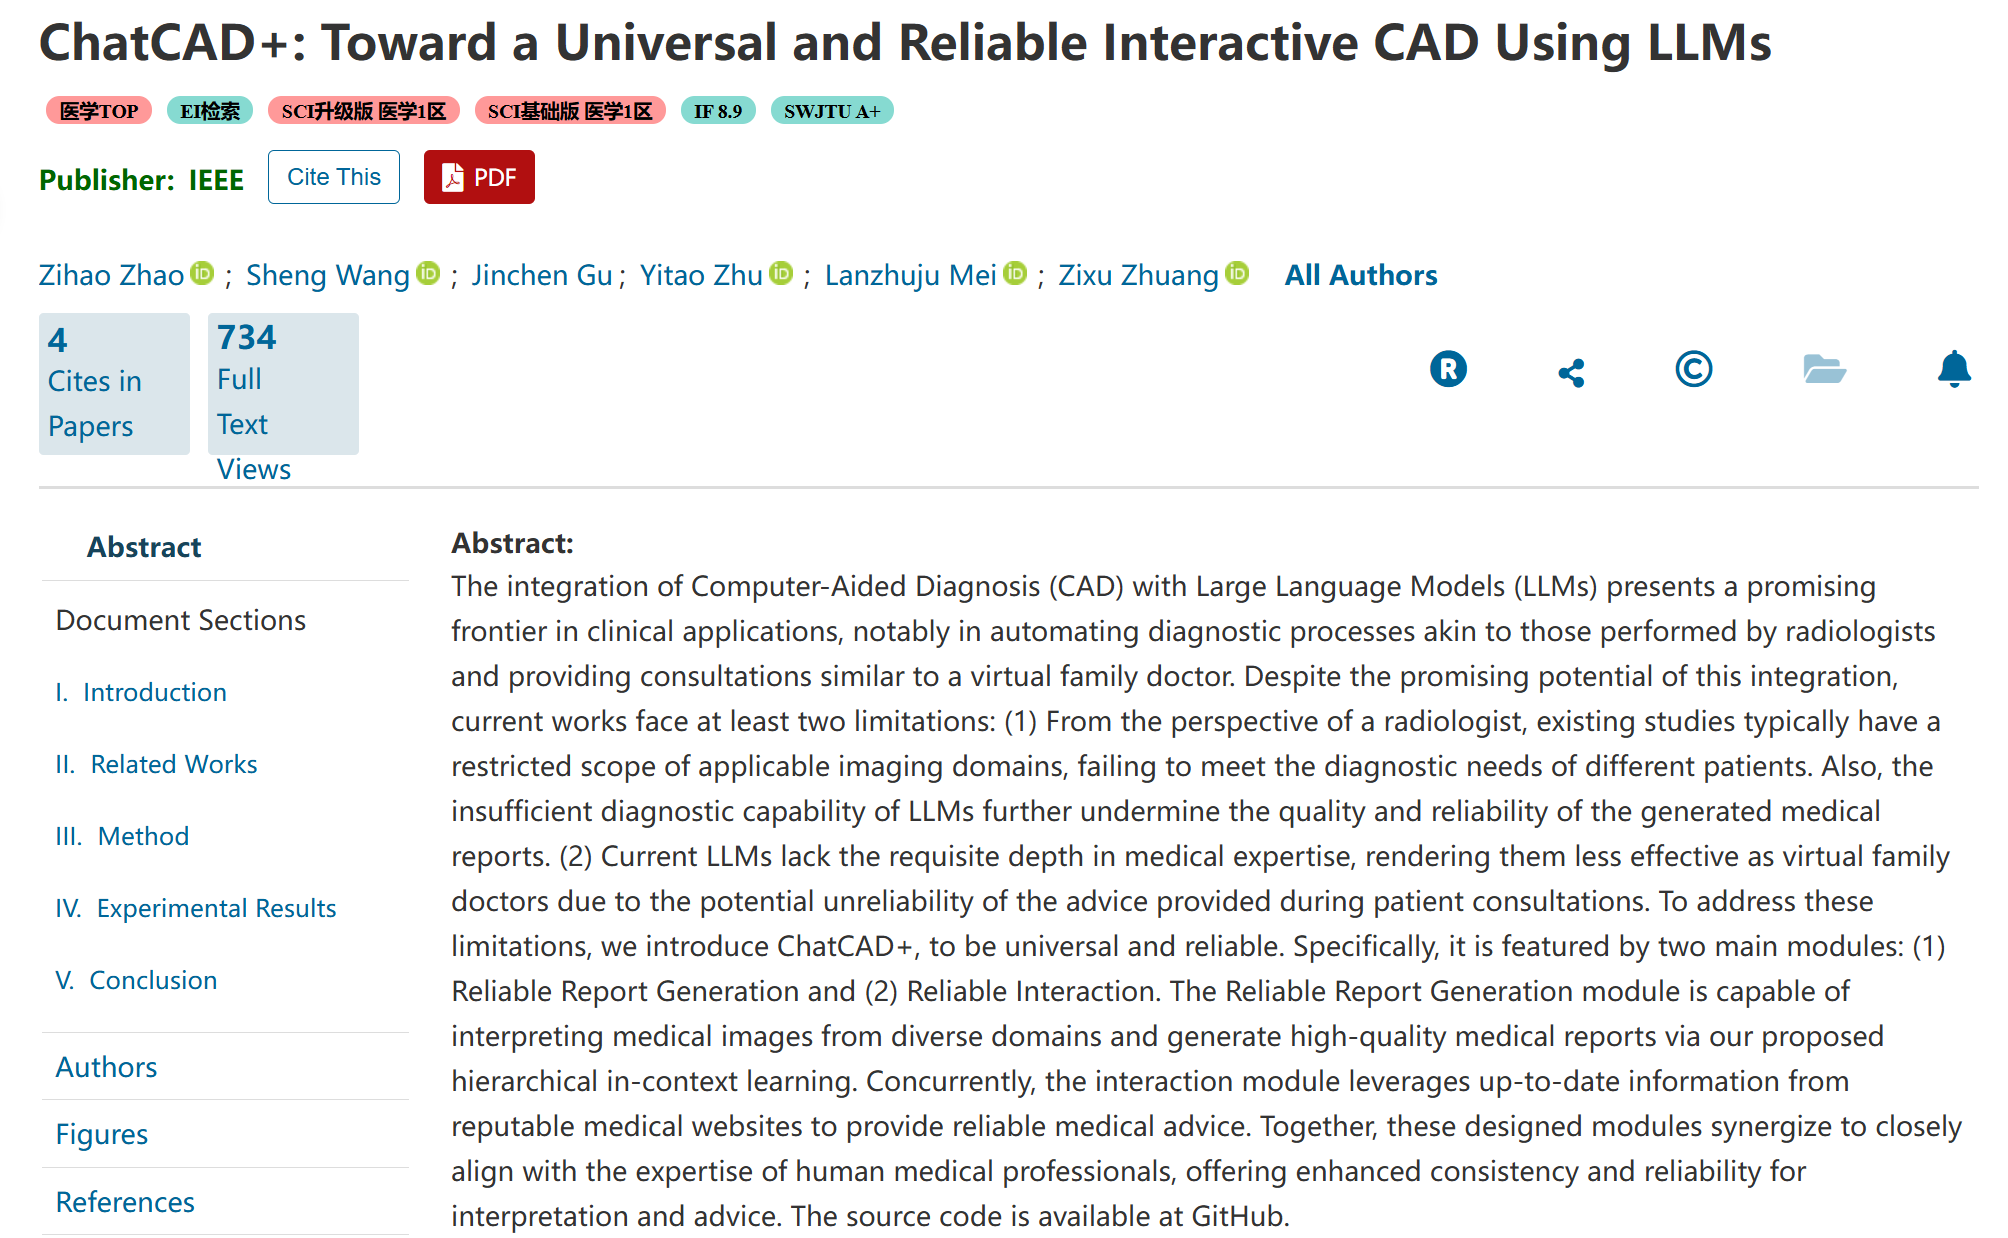 ChatCAD+: Toward a Universal and Reliable Interactive CAD Using LLMs
医学TOP EI检索 SCI升级版 医学1区 SCI基础版 医学1区 IF 8.9 SWJTU A+
Publisher: IEEE Cite This PDF
Zihao Zhao iD ; Sheng Wang iD ; Jinchen Gu ; Yitao Zhu iD ; Lanzhuju Mei iD ; Zixu Zhuang iD All Authors
4
Cites in
Papers
734
Full
Text
Views
R ©
Abstract
Document Sections
I. Introduction
II. Related Works
III. Method
IV. Experimental Results
V. Conclusion
Authors
Figures
References
Abstract:
The integration of Computer-Aided Diagnosis (CAD) with Large Language Models (LLMs) presents a promising
frontier in clinical applications, notably in automating diagnostic processes akin to those performed by radiologists
and providing consultations similar to a virtual family doctor. Despite the promising potential of this integration,
current works face at least two limitations: (1) From the perspective of a radiologist, existing studies typically have a
restricted scope of applicable imaging domains, failing to meet the diagnostic needs of different patients. Also, the
insufficient diagnostic capability of LLMs further undermine the quality and reliability of the generated medical
reports. (2) Current LLMs lack the requisite depth in medical expertise, rendering them less effective as virtual family
doctors due to the potential unreliability of the advice provided during patient consultations. To address these
limitations, we introduce ChatCAD+, to be universal and reliable. Specifically, it is featured by two main modules: (1)
Reliable Report Generation and (2) Reliable Interaction. The Reliable Report Generation module is capable of
interpreting medical images from diverse domains and generate high-quality medical reports via our proposed
hierarchical in-context learning. Concurrently, the interaction module leverages up-to-date information from
reputable medical websites to provide reliable medical advice. Together, these designed modules synergize to closely
align with the expertise of human medical professionals, offering enhanced consistency and reliability for
interpretation and advice. The source code is available at GitHub.